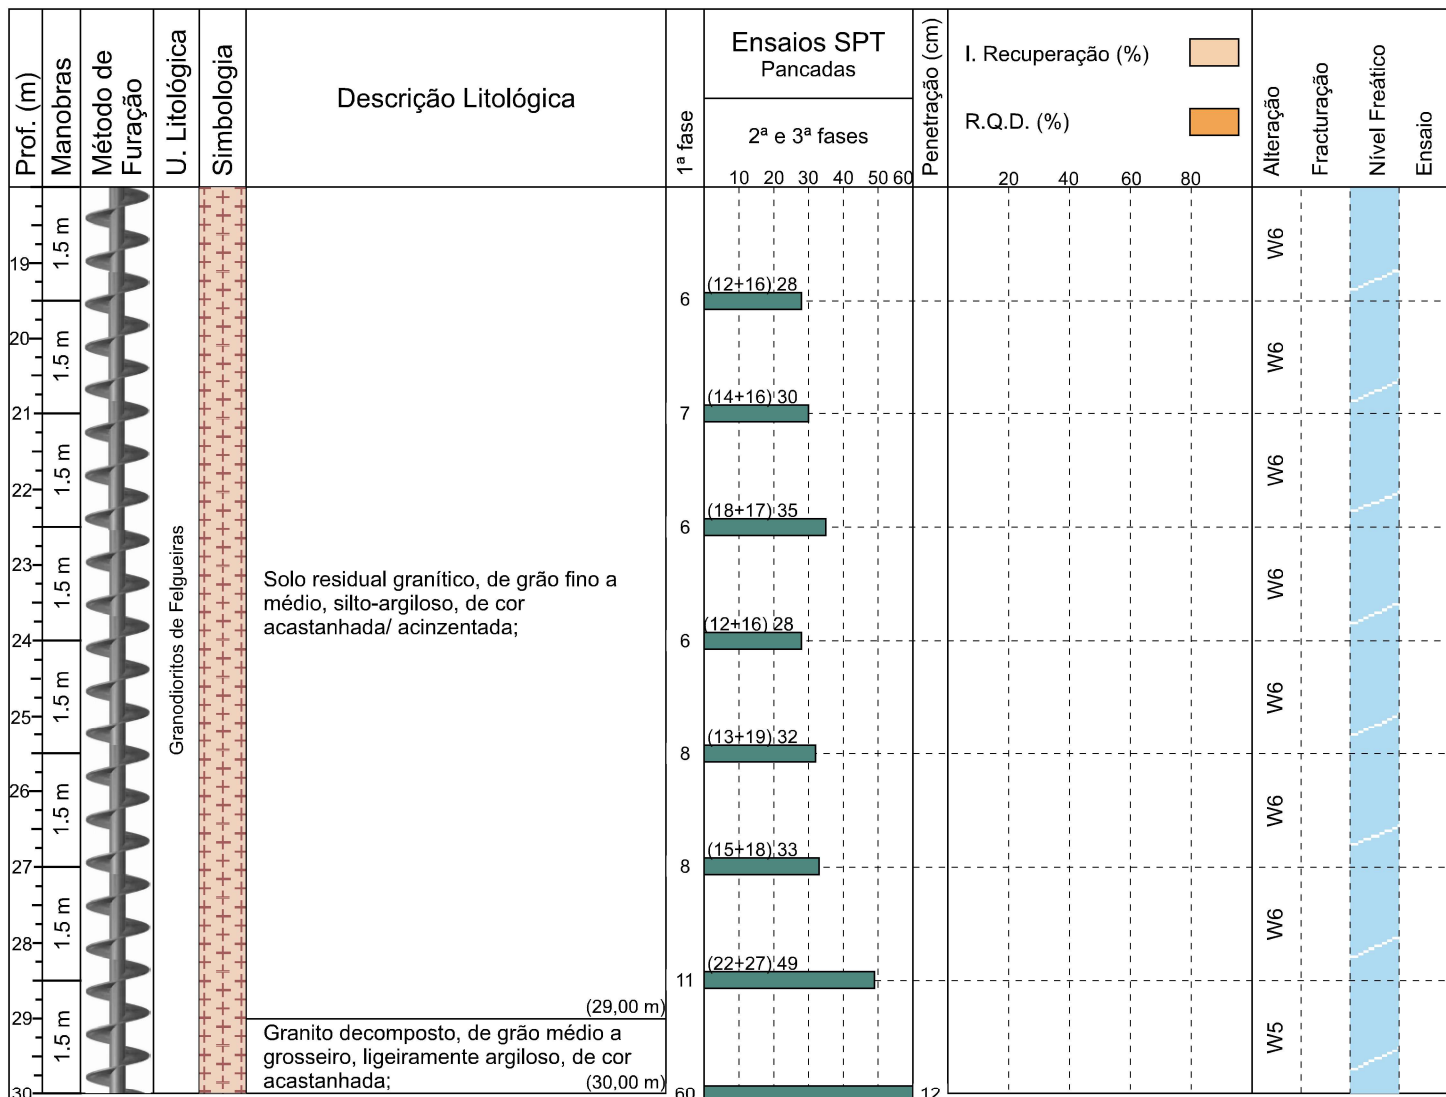 Prof. (m)
Manobras
Método de
Furação
U. Litológica
Simbologia
Descrição Litológica
1ª fase
Ensaios SPT
Pancadas
2ª e 3ª fases
10 20 30 40 50 60
Penetração (cm)
I. Recuperação (%)
R.Q.D. (%)
20 40 60 80
Alteração
Fracturação
Nível Freático
Ensaio
19
20
21
22
23
24
25
26
27
28
29
30
1.5 m
1.5 m
1.5 m
1.5 m
1.5 m
1.5 m
1.5 m
1.5 m
Granodioritos de Felgueiras
Solo residual granítico, de grão fino a
médio, silto-argiloso, de cor
acastanhada/ acinzentada;
(29,00 m)
Granito decomposto, de grão médio a
grosseiro, ligeiramente argiloso, de cor
acastanhada; (30,00 m)
6 (12+16) 28
7 (14+16) 30
6 (18+17) 35
6 (12+16) 28
8 (13+19) 32
8 (15+18) 33
11 (22+27) 49
60 12
W6
W6
W6
W6
W6
W6
W6
W5